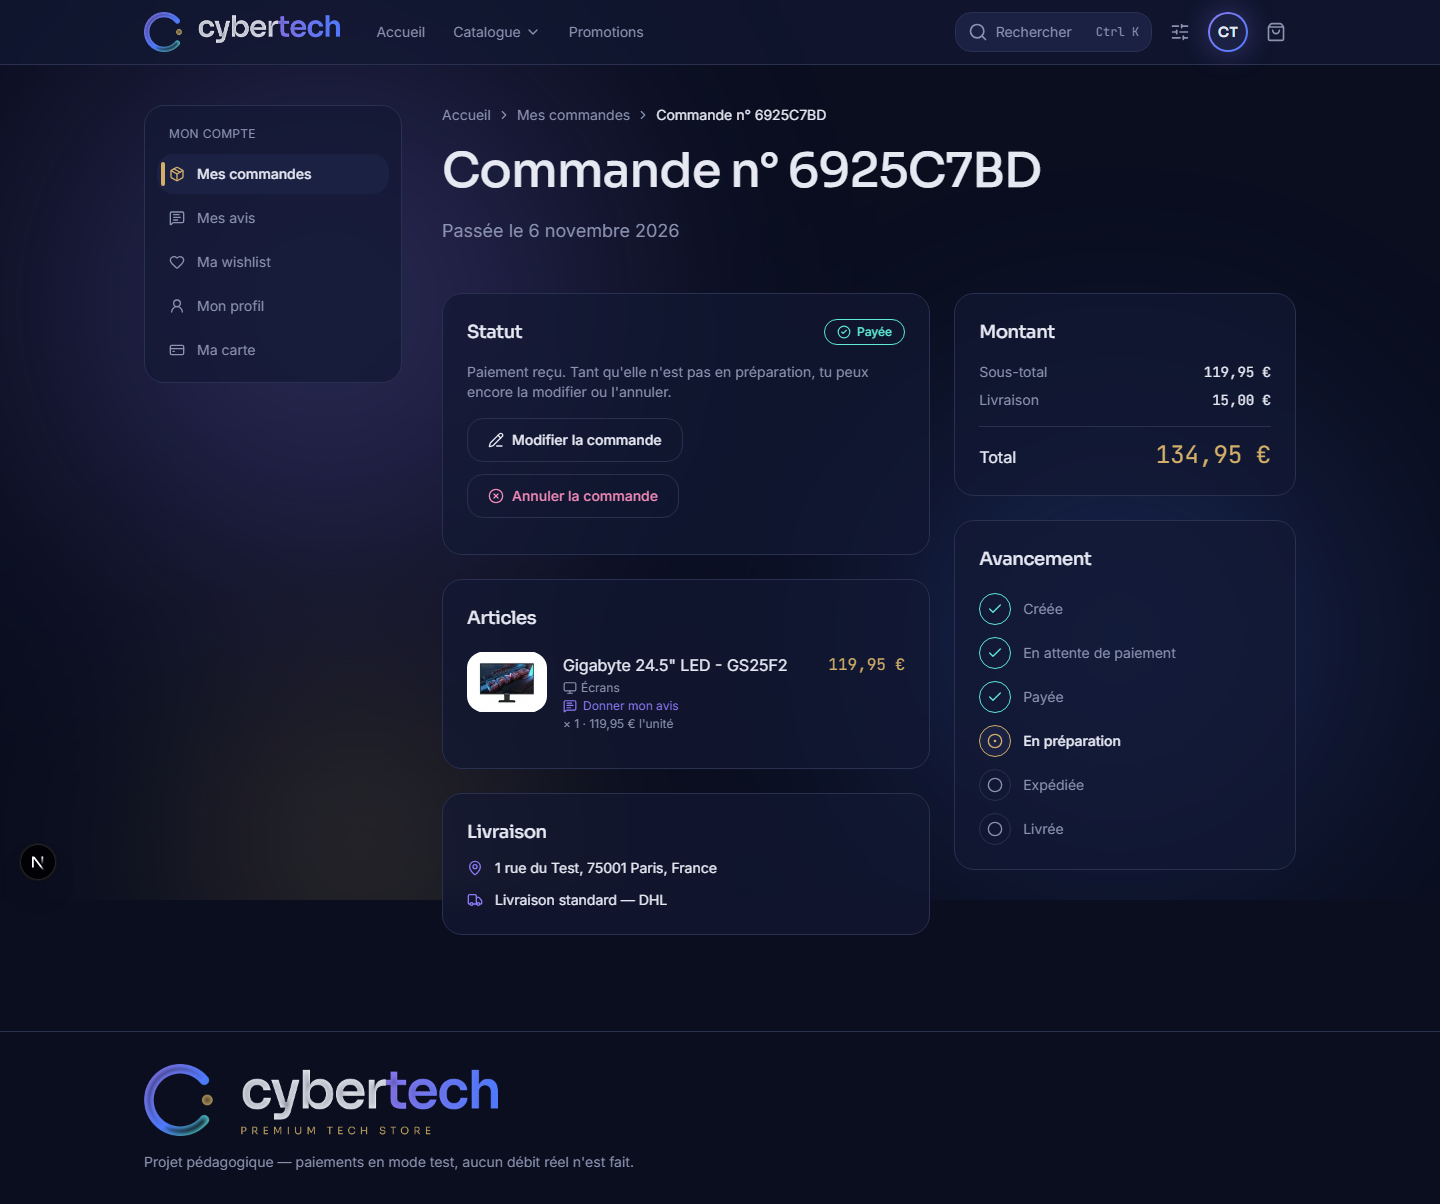 cybertech
Accueil
Catalogue
Promotions
Rechercher
Ctrl K
CT
MON COMPTE
Mes commandes
Mes avis
Ma wishlist
Mon profil
Ma carte
Accueil > Mes commandes > Commande n° 6925C7BD
Commande n° 6925C7BD
Passée le 6 novembre 2026
Statut
Payée
Paiement reçu. Tant qu'elle n'est pas en préparation, tu peux
encore la modifier ou l'annuler.
Modifier la commande
Annuler la commande
Articles
Gigabyte 24.5" LED - GS25F2
119,95 €
Écrans
Donner mon avis
× 1 · 119,95 € l'unité
Livraison
1 rue du Test, 75001 Paris, France
Livraison standard — DHL
Montant
Sous-total 119,95 €
Livraison 15,00 €
Total 134,95 €
Avancement
Créée
En attente de paiement
Payée
En préparation
Expédiée
Livrée
N
cybertech
PREMIUM TECH STORE
Projet pédagogique — paiements en mode test, aucun débit réel n'est fait.